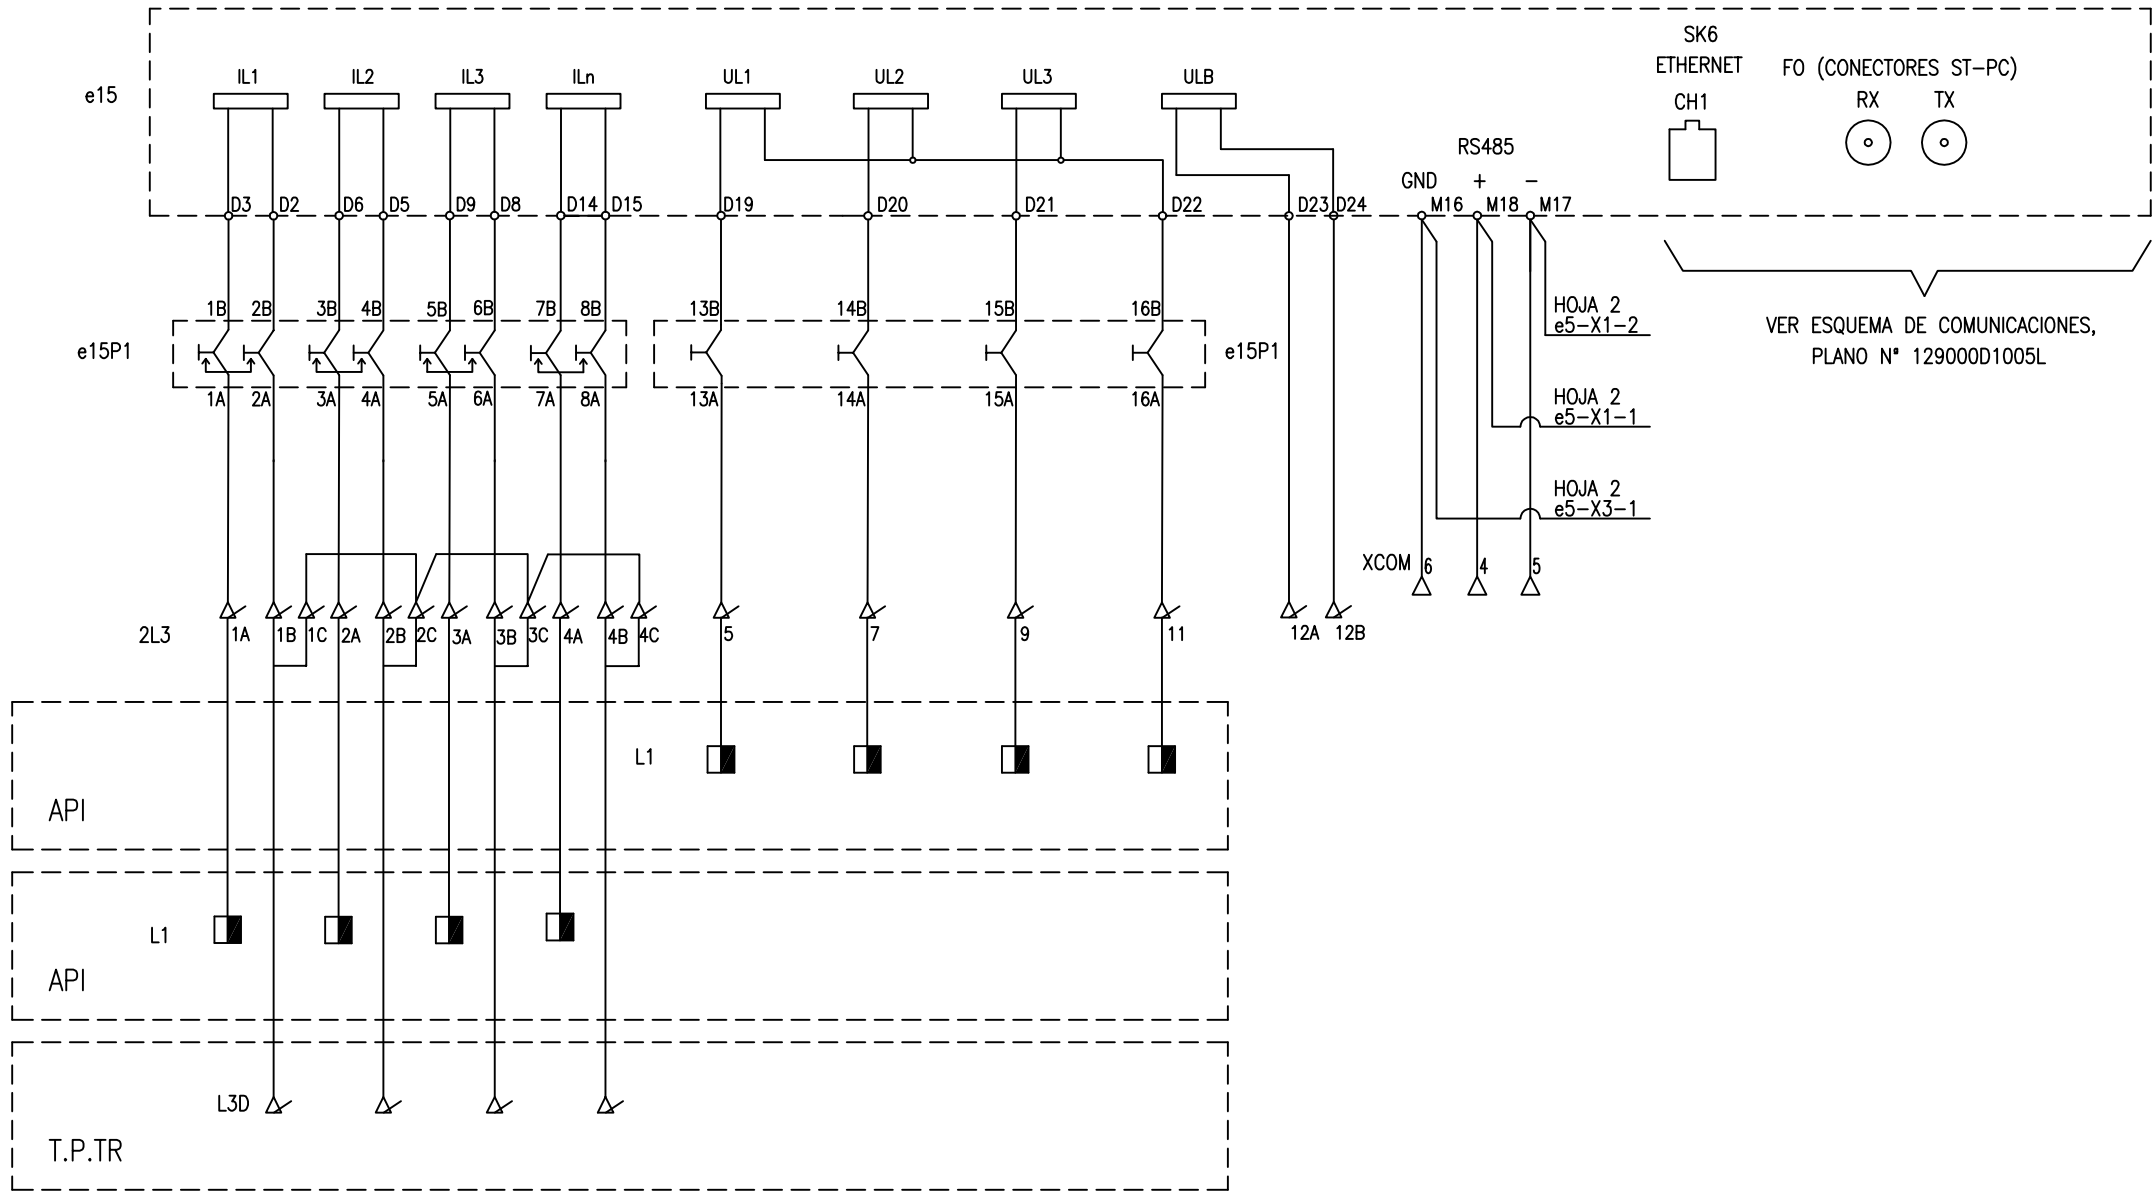 SK6
ETHERNET FO (CONECTORES ST-PC)
IL1 IL2 IL3 ILn UL1 UL2 UL3 ULB
e15
CH1 RX TX
RS485
GND + -
D3 D2 D6 D5 D9 D8 D14 D15 D19 D20 D21 D22 D23 D24 M16 M18 M17
1B 2B 3B 4B 5B 6B 7B 8B 13B 14B 15B 16B
HOJA 2
e5-X1-2
VER ESQUEMA DE COMUNICACIONES,
PLANO Nº 129000D1005L
e15P1 e15P1
1A 2A 3A 4A 5A 6A 7A 8A 13A 14A 15A 16A
HOJA 2
e5-X1-1
HOJA 2
e5-X3-1
XCOM 6 4 5
2L3 1A 1B 1C 2A 2B 2C 3A 3B 3C 4A 4B 4C 5 7 9 11 12A 12B
L1
API
L1
API
L3D
T.P.TR